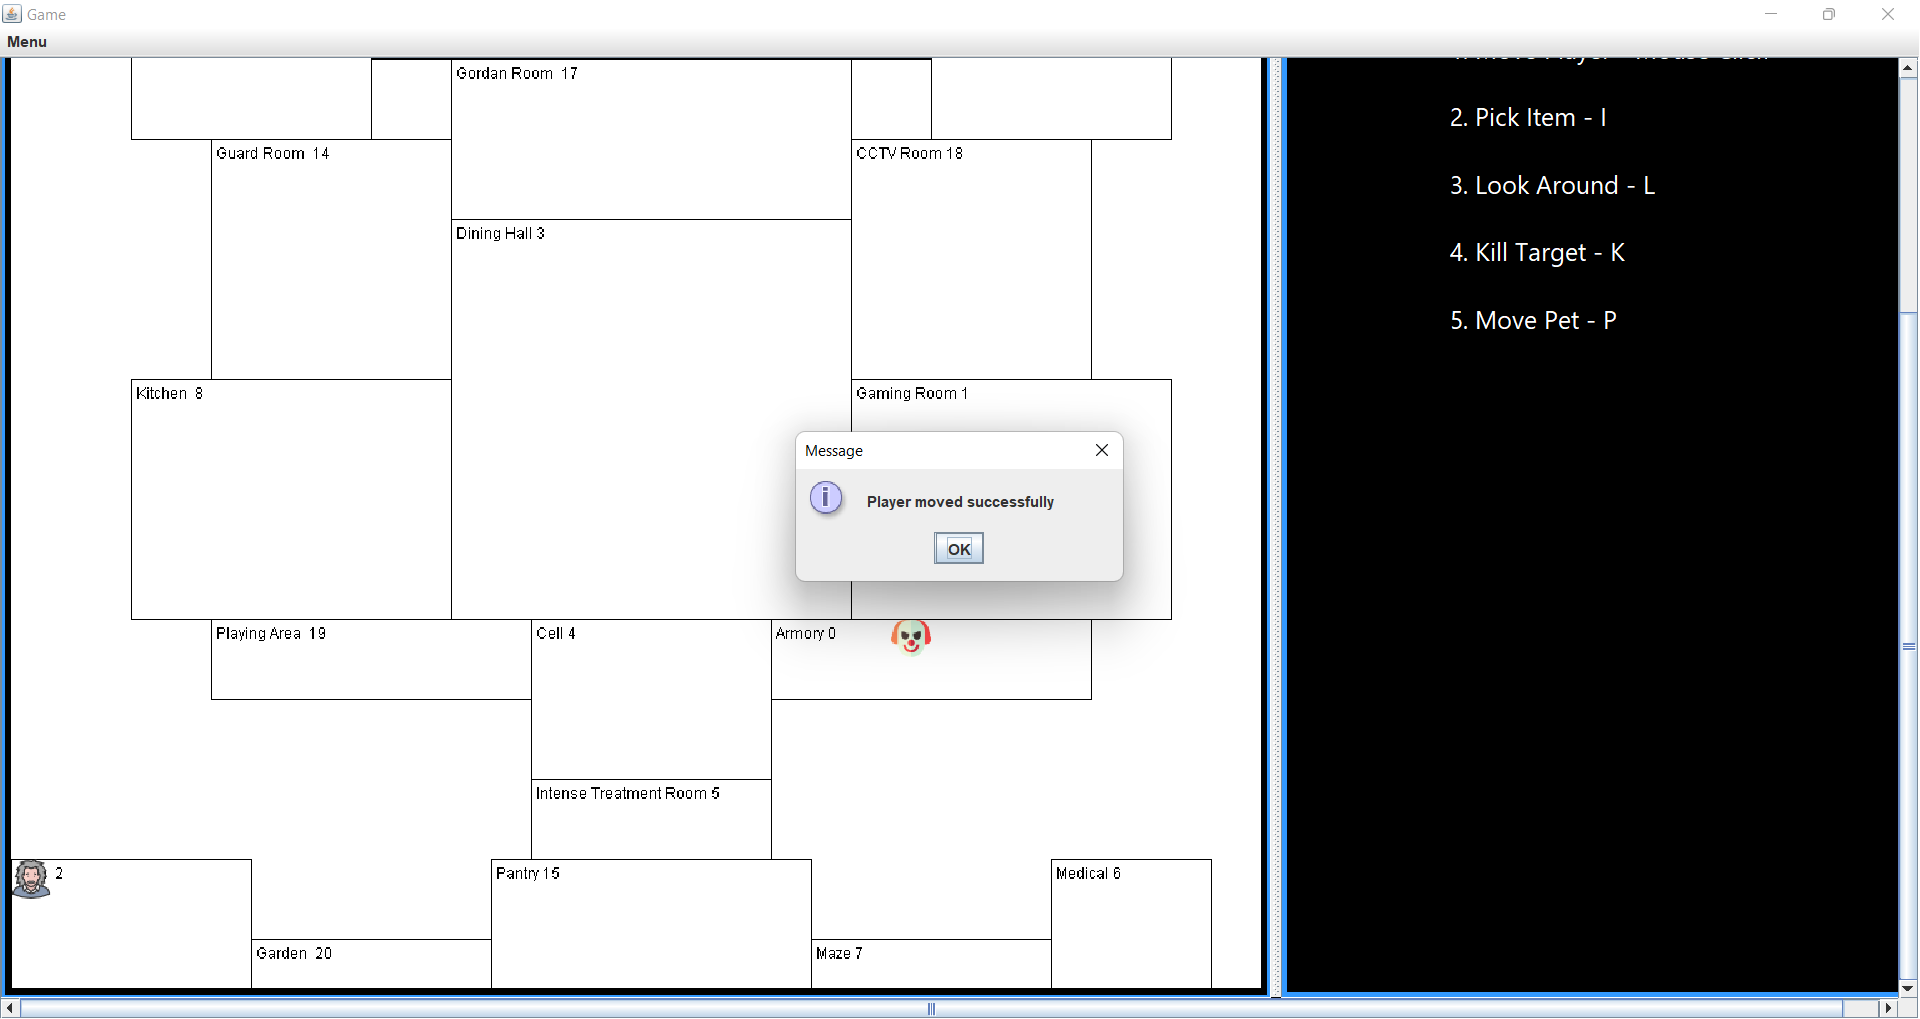 Game
Menu
Gordan Room 17
Guard Room 14
CCTV Room 18
Dining Hall 3
Kitchen 8
Gaming Room 1
Message
i
Player moved successfully
OK
Playing Area 19
Cell 4
Armory 0
Intense Treatment Room 5
2
Pantry 15
Medical 6
Garden 20
Maze 7
2. Pick Item - I
3. Look Around - L
4. Kill Target - K
5. Move Pet - P